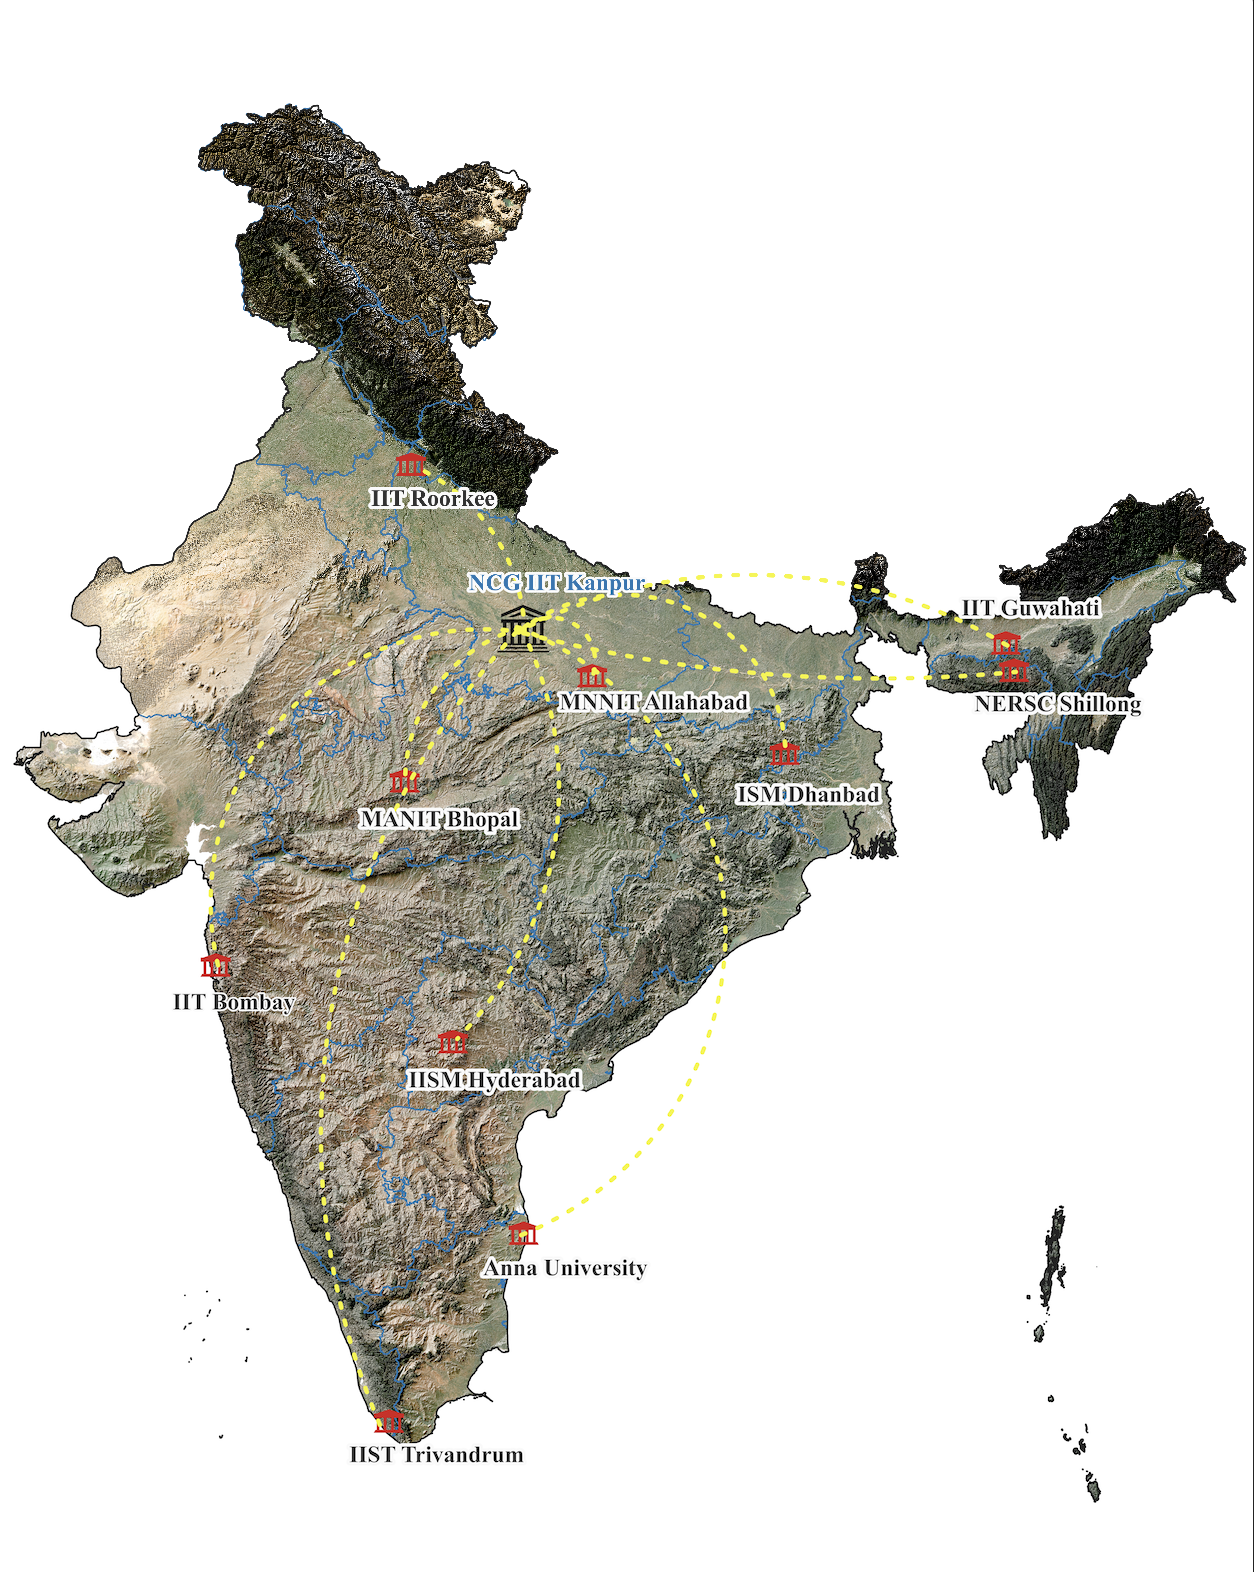 IIT Roorkee
NCG IIT Kanpur
IIT Guwahati
MNNIT Allahabad
NERSC Shillong
ISM Dhanbad
MANIT Bhopal
IIT Bombay
IISM Hyderabad
Anna University
IIST Trivandrum